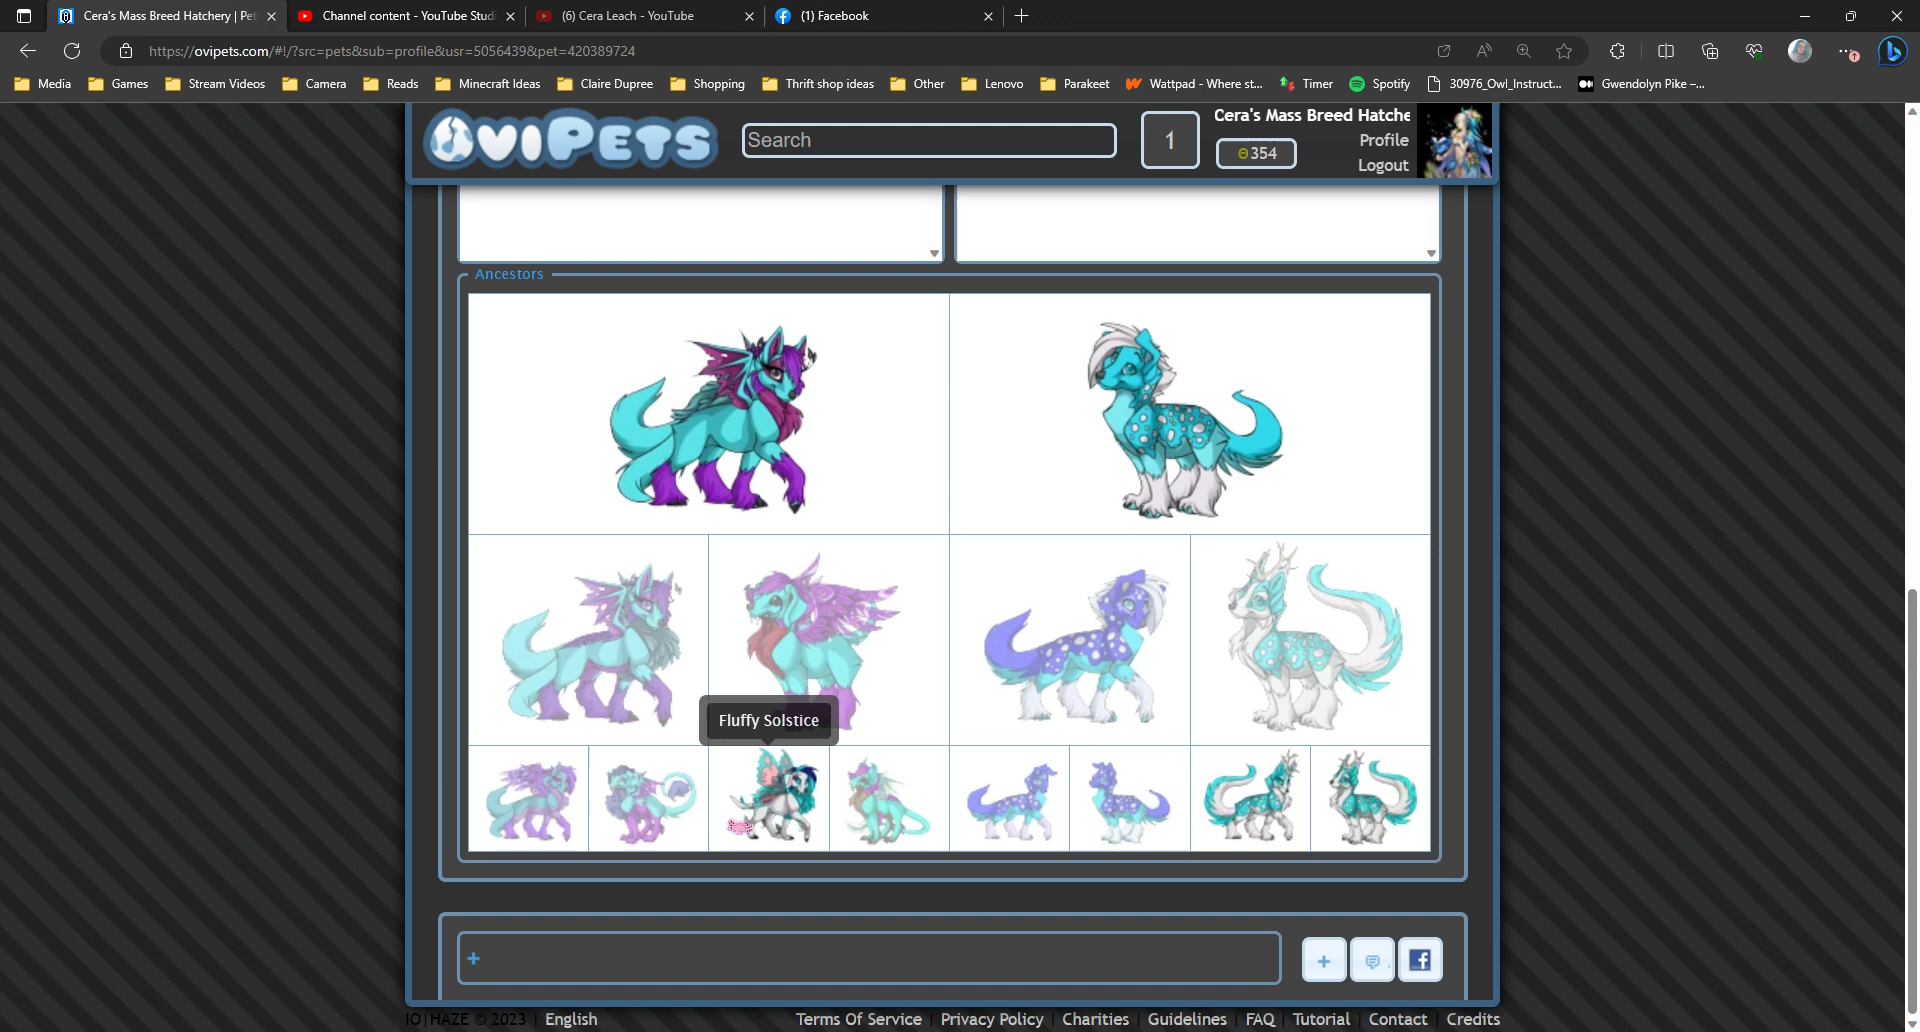 Cera's Mass Breed Hatchery | Pet
Channel content - YouTube Studi
(6) Cera Leach - YouTube
(1) Facebook
https://ovipets.com/#!/?src=pets&sub=profile&usr=5056439&pet=420389724
Media
Games
Stream Videos
Camera
Reads
Minecraft Ideas
Claire Dupree
Shopping
Thrift shop ideas
Other
Lenovo
Parakeet
Wattpad - Where st...
Timer
Spotify
30976_Owl_Instruct...
Gwendolyn Pike –...
OviPets
Search
1
Cera's Mass Breed Hatche
354
Profile
Logout
Ancestors
Fluffy Solstice
+
+
IO|HAZE © 2023
English
Terms Of Service
Privacy Policy
Charities
Guidelines
FAQ
Tutorial
Contact
Credits